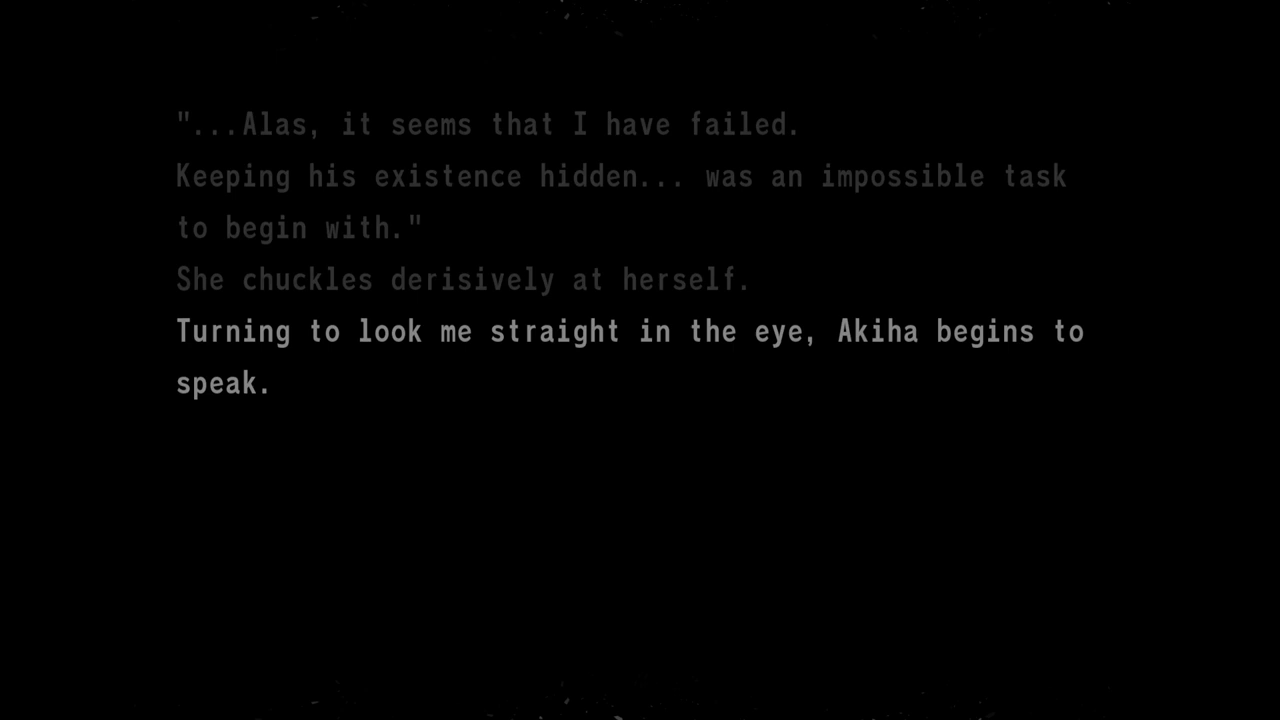 "...Alas, it seems that I have failed.
Keeping his existence hidden... was an impossible task
to begin with."
She chuckles derisively at herself.
Turning to look me straight in the eye, Akiha begins to
speak.